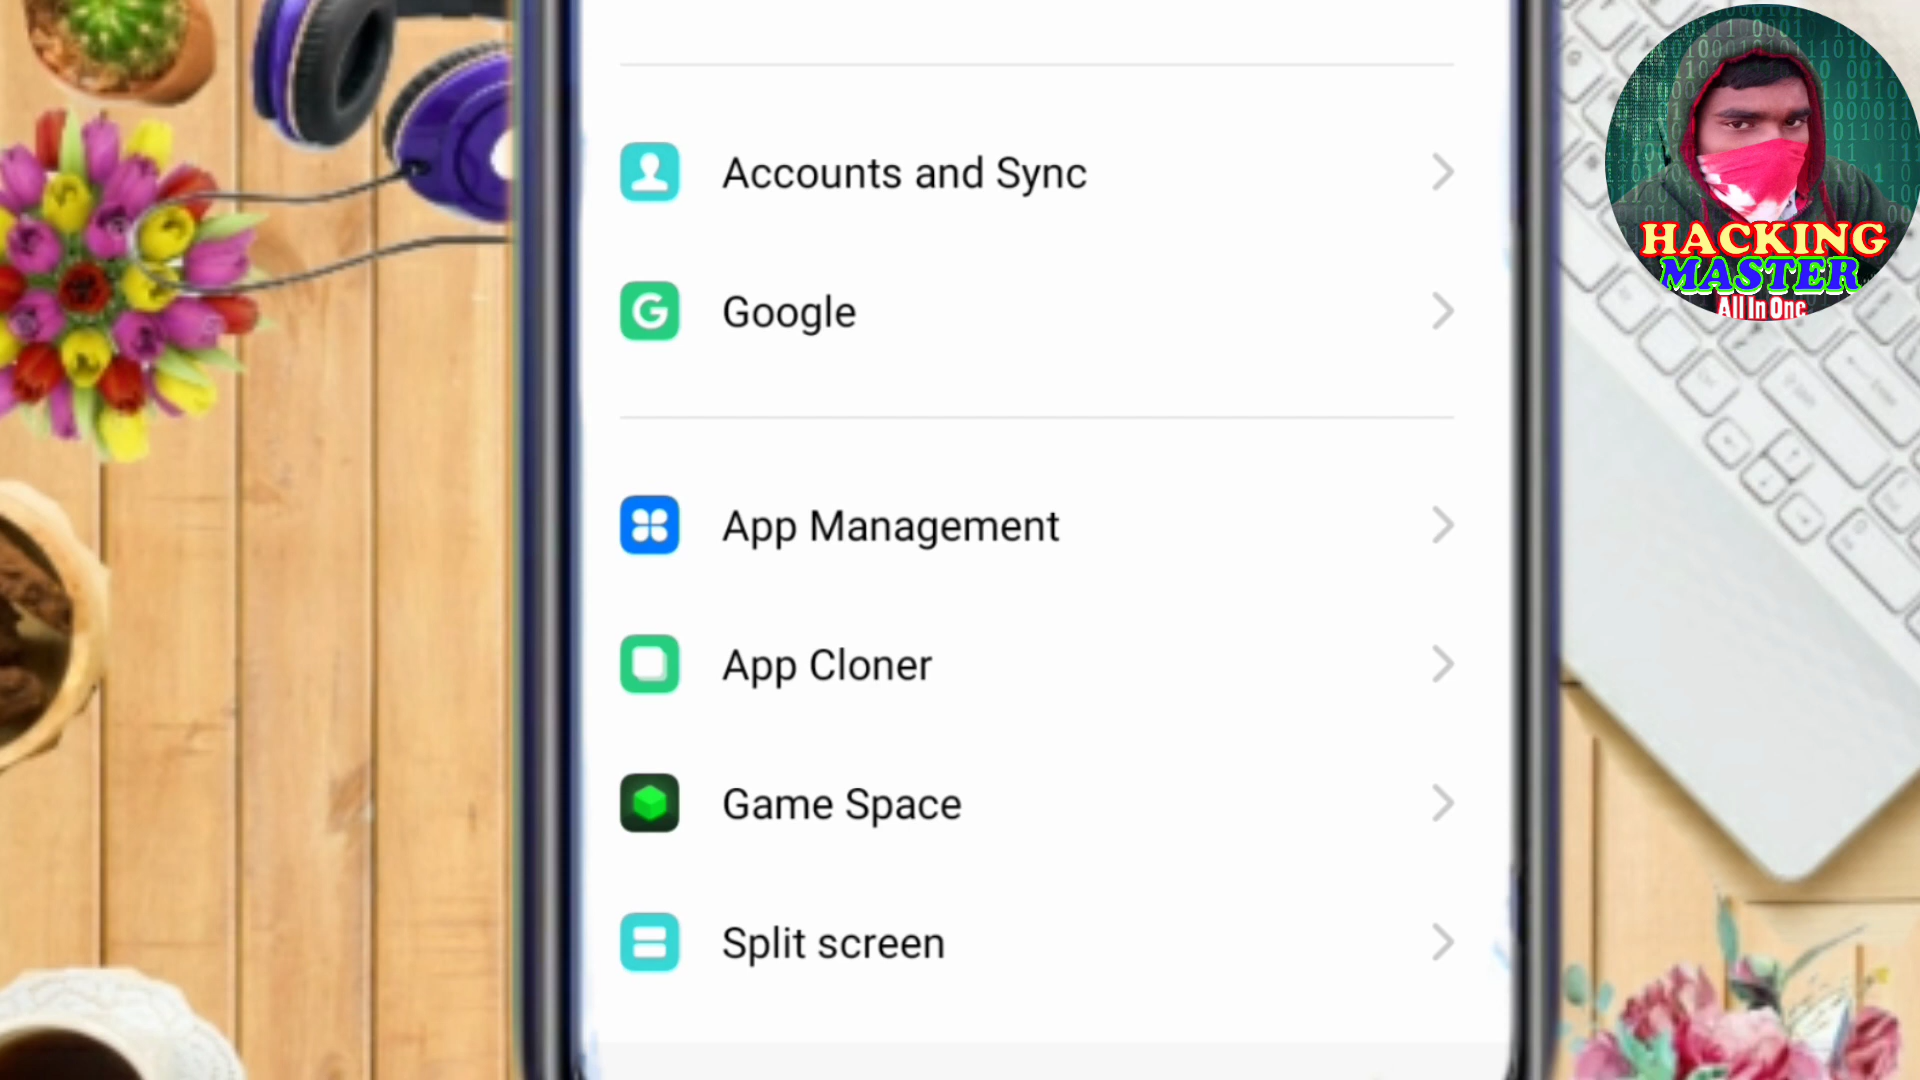 Accounts and Sync
Google
App Management
App Cloner
Game Space
Split screen
HACKING
MASTER
All In One